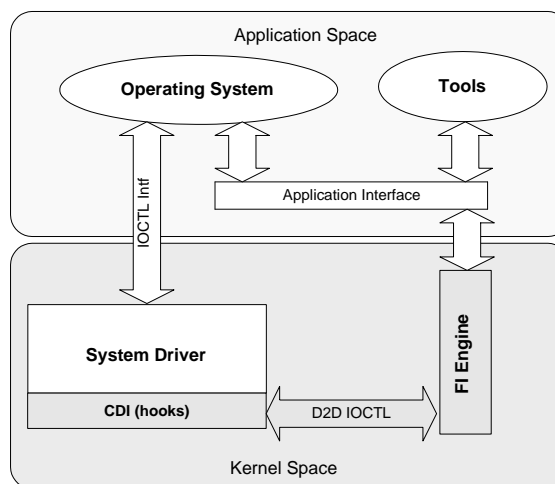 Application Space
Operating System
Tools
IOCTL Intf
Application Interface
System Driver
FI Engine
CDI (hooks)
D2D IOCTL
Kernel Space